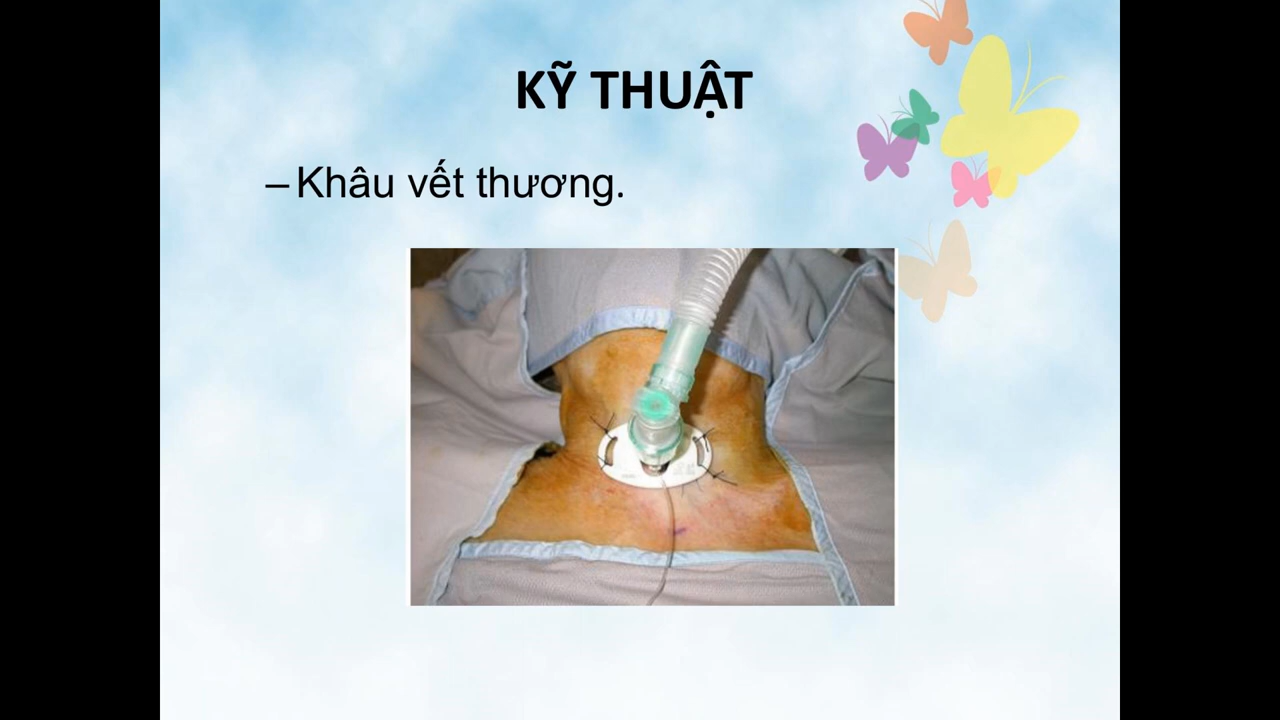 KỸ THUẬT
– Khâu vết thương.